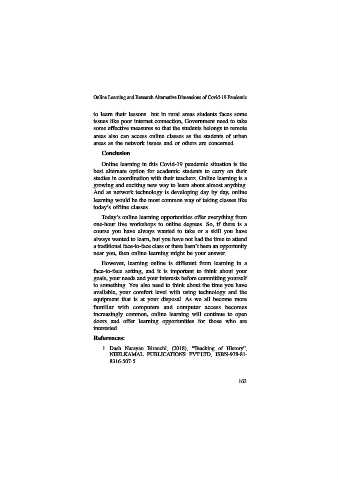 Online Learning and Research Alternative Dimensions of Covid-19 Pandemic
to learn their lessons but in rural areas students faces some
issues like poor internet connection, Government need to take
some effective measures so that the students belongs to remote
areas also can access online classes as the students of urban
areas as the network issues and or others are concerned.
Conclusion
Online learning in this Covid-19 pandemic situation is the
best alternate option for academic students to carry on their
studies in coordination with their teachers. Online learning is a
growing and exciting new way to learn about almost anything.
And as network technology is developing day by day, online
learning would be the most common way of taking classes like
today's offline classes.
Today's online learning opportunities offer everything from
one-hour live workshops to online degrees. So, if there is a
course you have always wanted to take or a skill you have
always wanted to learn, but you have not had the time to attend
a traditional face-to-face class or there hasn't been an opportunity
near you, then online learning might be your answer.
However, learning online is different from learning in a
face-to-face setting, and it is important to think about your
goals, your needs and your interests before committing yourself
to something. You also need to think about the time you have
available, your comfort level with using technology and the
equipment that is at your disposal. As we all become more
familiar with computers and computer access becomes
increasingly common, online learning will continue to open
doors and offer learning opportunities for those who are
interested.
References:
1 Dash Narayan (2018), "Teaching of History",
NEELKAMAL PUBLICATIONS PVT LTD, ISBN-978-81-
8316-507-5
163